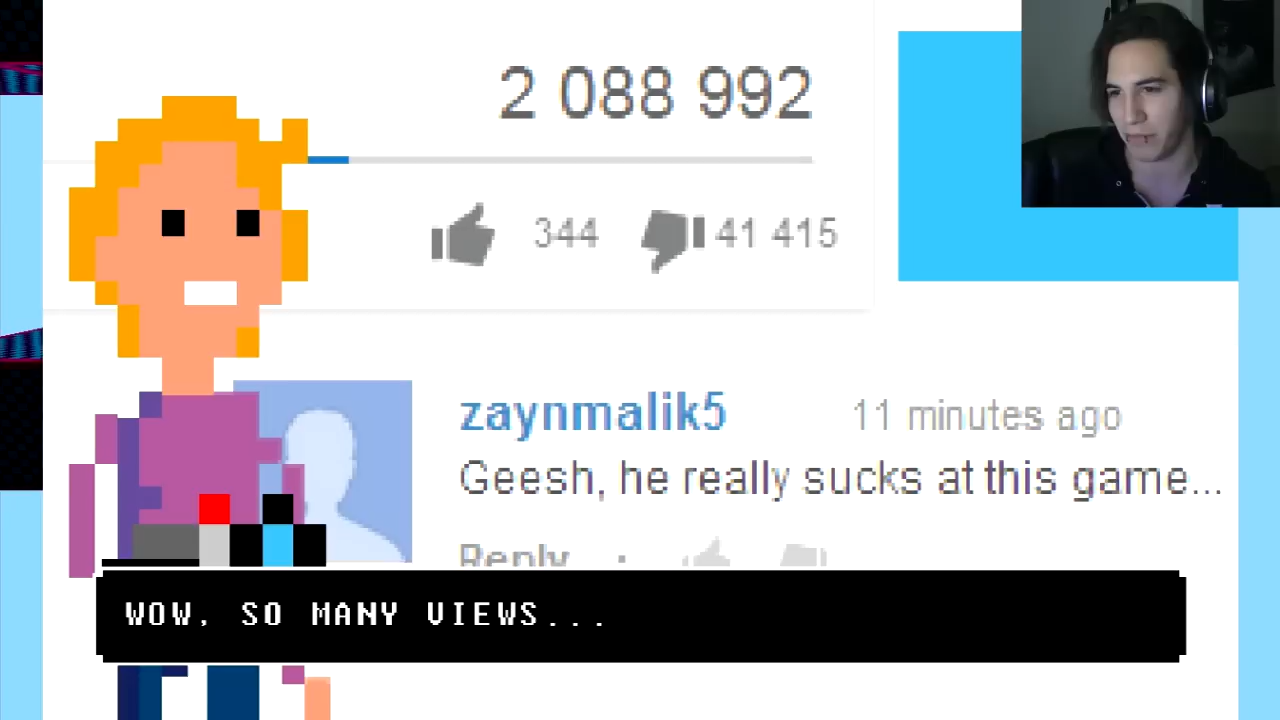 2 088 992
344 41 415
zaynmalik5 11 minutes ago
Geesh, he really sucks at this game...
Reply
WOW, SO MANY VIEWS...